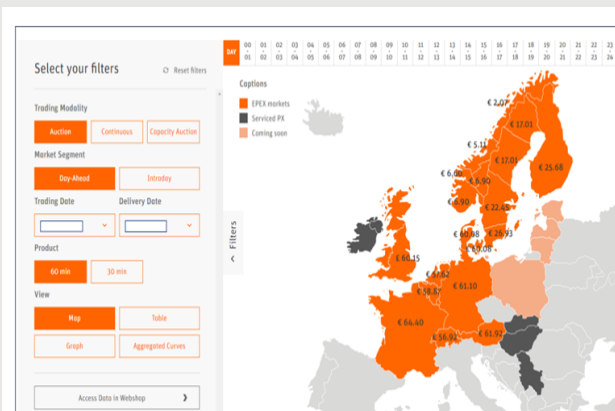 Select your filters
Reset filters
Trading Modality
Auction
Continuous
Capacity Auction
Market Segment
Day-Ahead
Intraday
Trading Date
Delivery Date
Product
60 min
30 min
View
Map
Table
Graph
Aggregated Curves
Access Data in Webshop
Filters
DAY
00 01 02 03 04 05 06 07 08 09 10 11 12 13 14 15 16 17 18 19 20 21 22 23
01 02 03 04 05 06 07 08 09 10 11 12 13 14 15 16 17 18 19 20 21 22 23 24
Captions
EPEX markets
Serviced PX
Coming soon
€ 2.07
€ 17.01
€ 5.11
€ 17.01
€ 25.68
€ 6.90
€ 6.90
€ 22.45
€ 26.93
€ 60.15
€ 61.10
€ 64.40
€ 56.92
€ 61.92